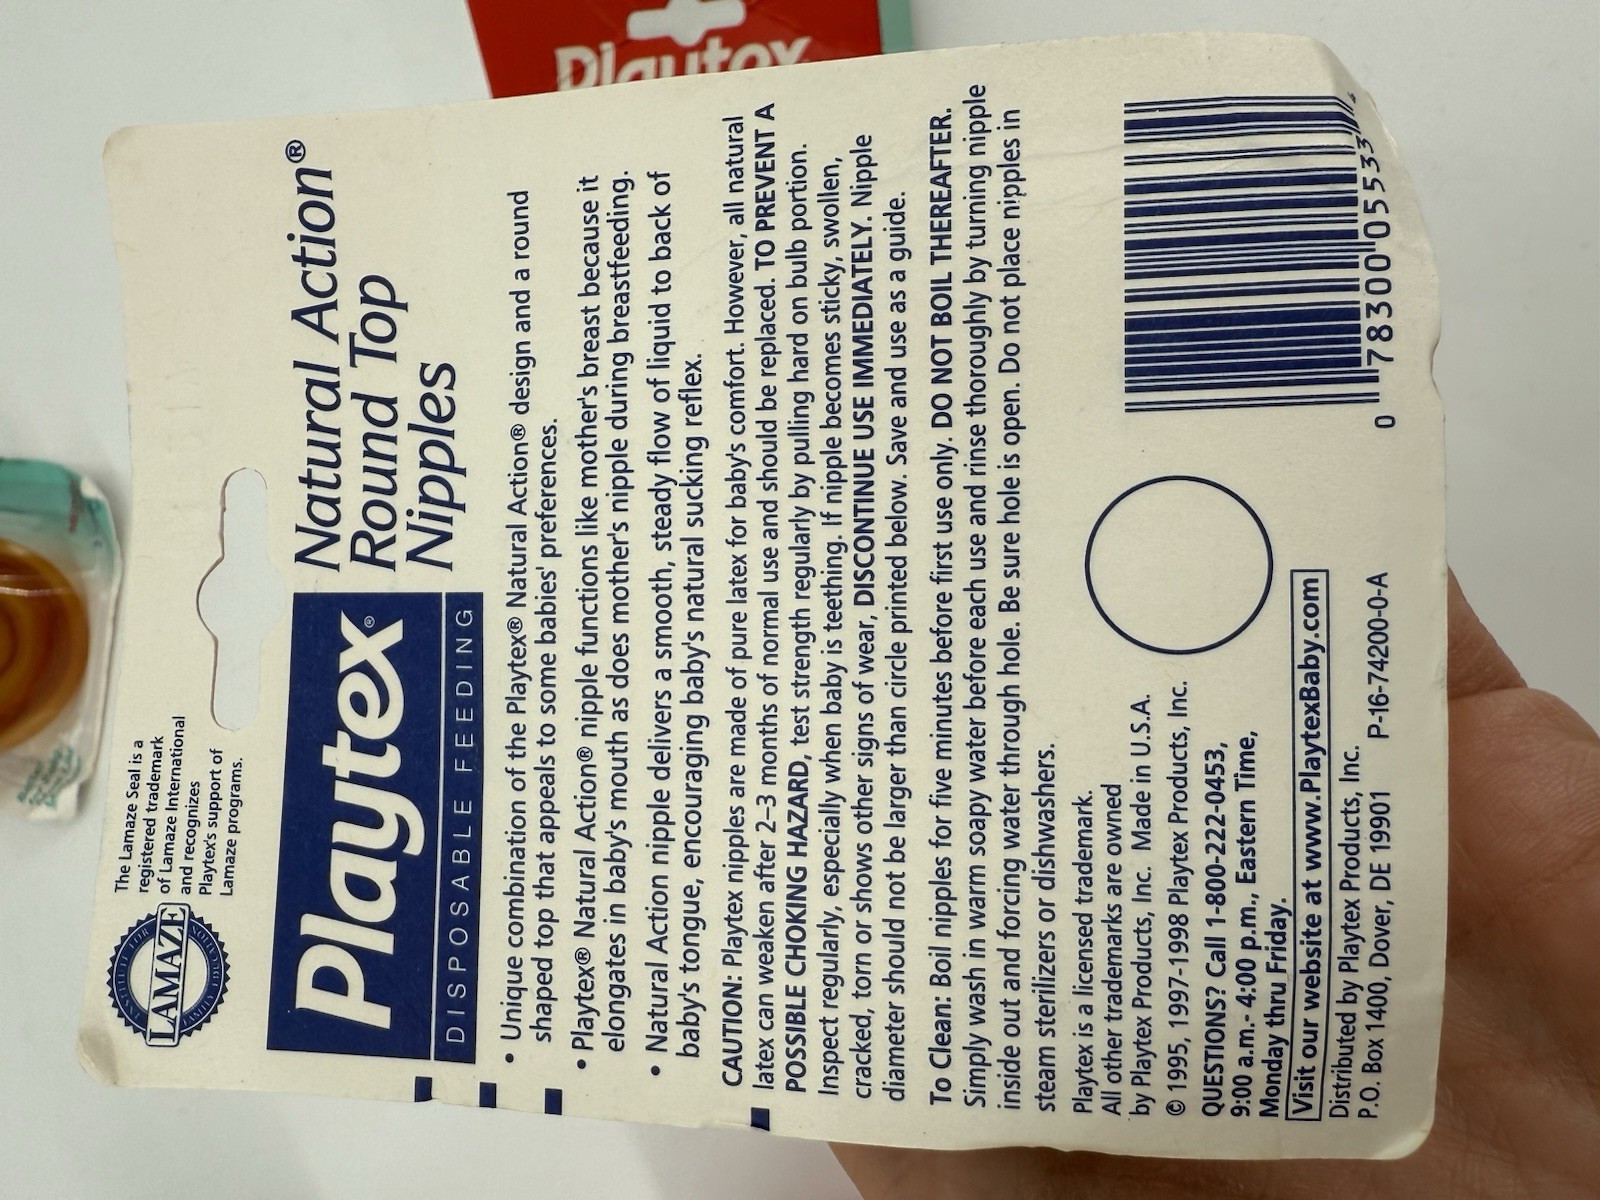 Playtex
The Lamaze Seal is a
registered trademark
of Lamaze International
and recognizes
Playtex's support of
Lamaze programs.
INSTITUTE FOR
LAMAZE
FAMILY EDUCATION
Playtex®
DISPOSABLE FEEDING
Natural Action®
Round Top
Nipples
• Unique combination of the Playtex® Natural Action® design and a round
shaped top that appeals to some babies' preferences.
• Playtex® Natural Action® nipple functions like mother's breast because it
elongates in baby's mouth as does mother's nipple during breastfeeding.
• Natural Action nipple delivers a smooth, steady flow of liquid to back of
baby's tongue, encouraging baby's natural sucking reflex.
CAUTION: Playtex nipples are made of pure latex for baby's comfort. However, all natural
latex can weaken after 2–3 months of normal use and should be replaced. TO PREVENT A
POSSIBLE CHOKING HAZARD, test strength regularly by pulling hard on bulb portion.
Inspect regularly, especially when baby is teething. If nipple becomes sticky, swollen,
cracked, torn or shows other signs of wear, DISCONTINUE USE IMMEDIATELY. Nipple
diameter should not be larger than circle printed below. Save and use as a guide.
To Clean: Boil nipples for five minutes before first use only. DO NOT BOIL THEREAFTER.
Simply wash in warm soapy water before each use and rinse thoroughly by turning nipple
inside out and forcing water through hole. Be sure hole is open. Do not place nipples in
steam sterilizers or dishwashers.
Playtex is a licensed trademark.
All other trademarks are owned
by Playtex Products, Inc. Made in U.S.A.
© 1995, 1997-1998 Playtex Products, Inc.
QUESTIONS? Call 1-800-222-0453,
9:00 a.m.- 4:00 p.m., Eastern Time,
Monday thru Friday.
Visit our website at www.PlaytexBaby.com
Distributed by Playtex Products, Inc.
P.O. Box 1400, Dover, DE 19901 P-16-74200-0-A
0 78300 05533